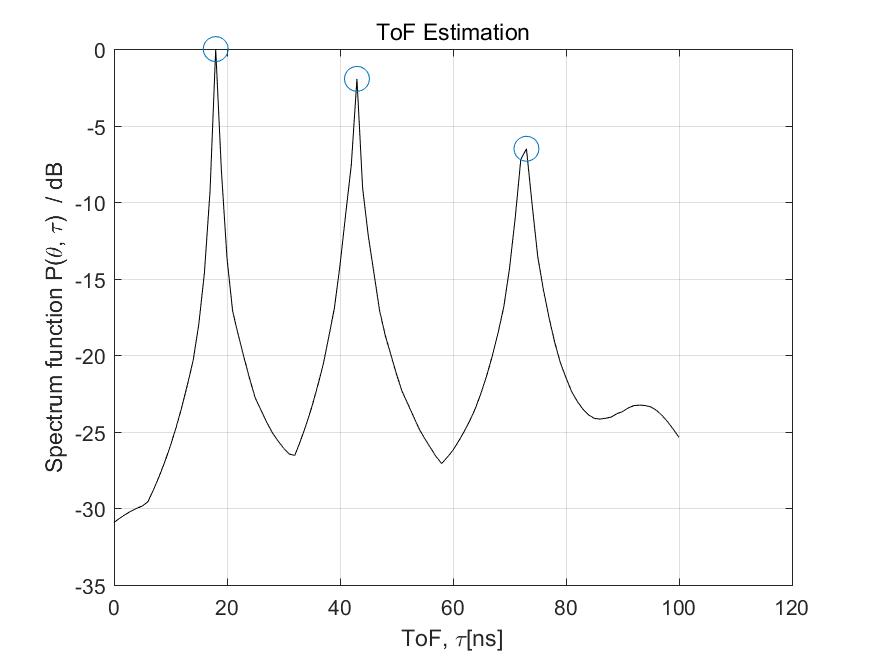 ToF Estimation
Spectrum function P(θ, τ) / dB
0
-5
-10
-15
-20
-25
-30
-35
0 20 40 60 80 100 120
ToF, τ[ns]